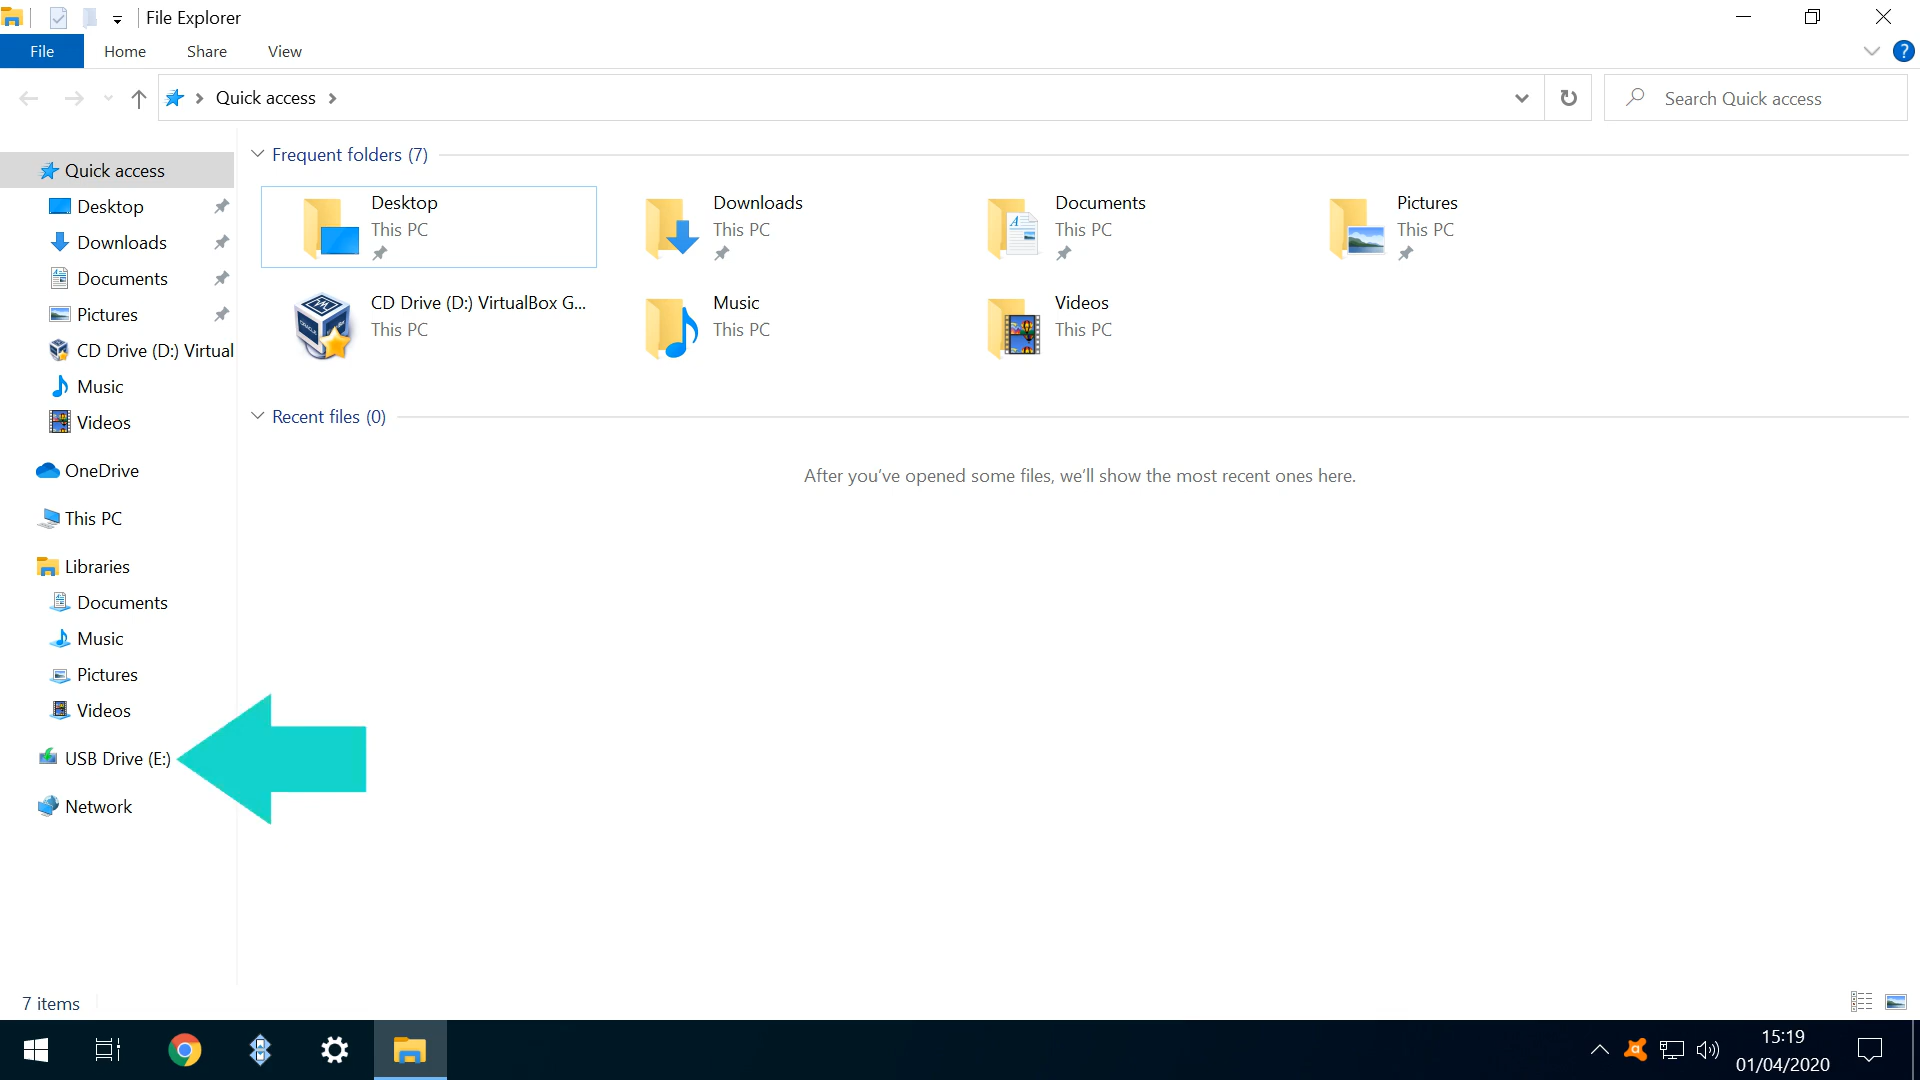 File Explorer
File Home Share View
?
Quick access
Search Quick access
Quick access
Desktop
Downloads
Documents
Pictures
CD Drive (D:) Virtual
Music
Videos
OneDrive
This PC
Libraries
Documents
Music
Pictures
Videos
USB Drive (E:)
Network
Frequent folders (7)
Desktop
This PC
Downloads
This PC
Documents
This PC
Pictures
This PC
CD Drive (D:) VirtualBox G...
This PC
Music
This PC
Videos
This PC
Recent files (0)
After you've opened some files, we'll show the most recent ones here.
7 items
15:19
01/04/2020